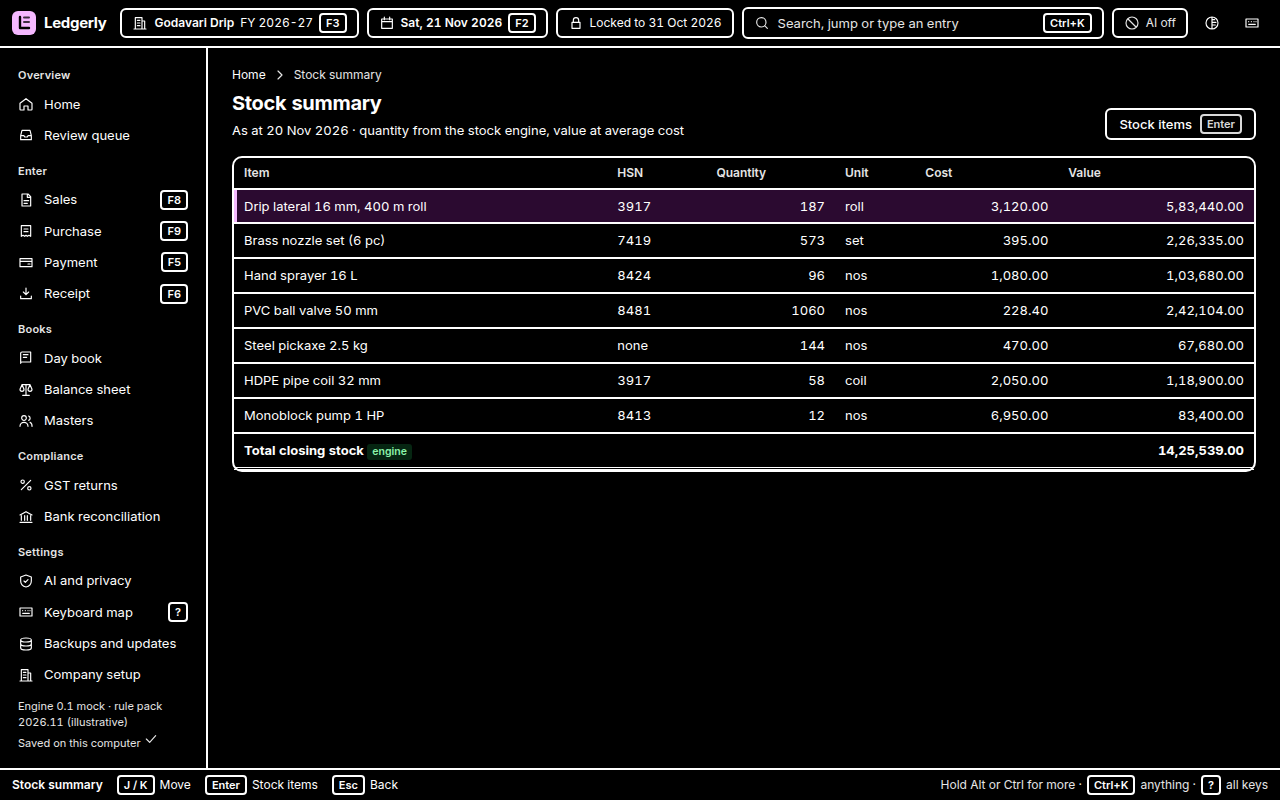 Ledgerly
Godavari Drip FY 2026-27 F3
Sat, 21 Nov 2026 F2
Locked to 31 Oct 2026
Search, jump or type an entry Ctrl+K
AI off
Overview
Home
Review queue
Enter
Sales F8
Purchase F9
Payment F5
Receipt F6
Books
Day book
Balance sheet
Masters
Compliance
GST returns
Bank reconciliation
Settings
AI and privacy
Keyboard map ?
Backups and updates
Company setup
Engine 0.1 mock · rule pack
2026.11 (illustrative)
Saved on this computer
Home > Stock summary
Stock summary
As at 20 Nov 2026 · quantity from the stock engine, value at average cost
Stock items Enter
Item HSN Quantity Unit Cost Value
Drip lateral 16 mm, 400 m roll 3917 187 roll 3,120.00 5,83,440.00
Brass nozzle set (6 pc) 7419 573 set 395.00 2,26,335.00
Hand sprayer 16 L 8424 96 nos 1,080.00 1,03,680.00
PVC ball valve 50 mm 8481 1060 nos 228.40 2,42,104.00
Steel pickaxe 2.5 kg none 144 nos 470.00 67,680.00
HDPE pipe coil 32 mm 3917 58 coil 2,050.00 1,18,900.00
Monoblock pump 1 HP 8413 12 nos 6,950.00 83,400.00
Total closing stock engine 14,25,539.00
Stock summary J / K Move Enter Stock items Esc Back
Hold Alt or Ctrl for more · Ctrl+K anything · ? all keys